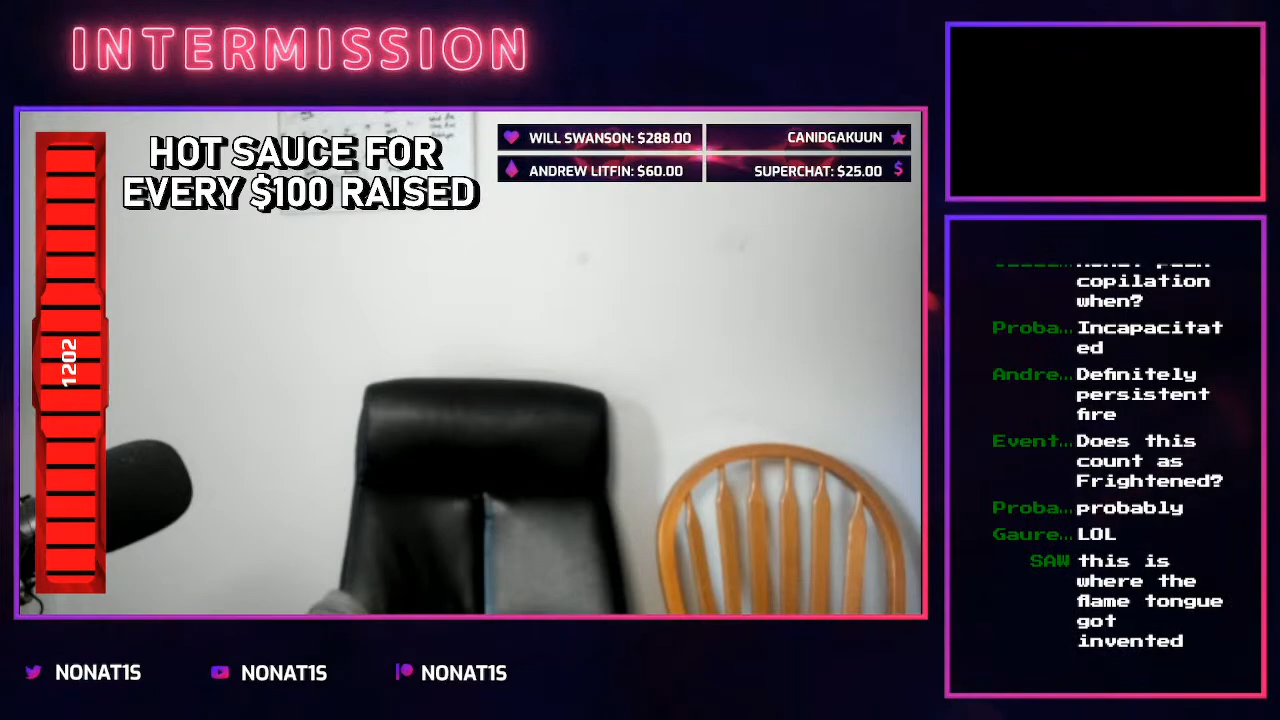 INTERMISSION
HOT SAUCE FOR
EVERY $100 RAISED
WILL SWANSON: $288.00
CANIDGAKUUN
ANDREW LITFIN: $60.00
SUPERCHAT: $25.00 $
1202
copilation
when?
Proba… Incapacitat
ed
Andre… Definitely
persistent
fire
Event… Does this
count as
Frightened?
Proba… probably
Gaure… LOL
SAW this is
where the
flame tongue
got
invented
NONAT1S
NONAT1S
NONAT1S